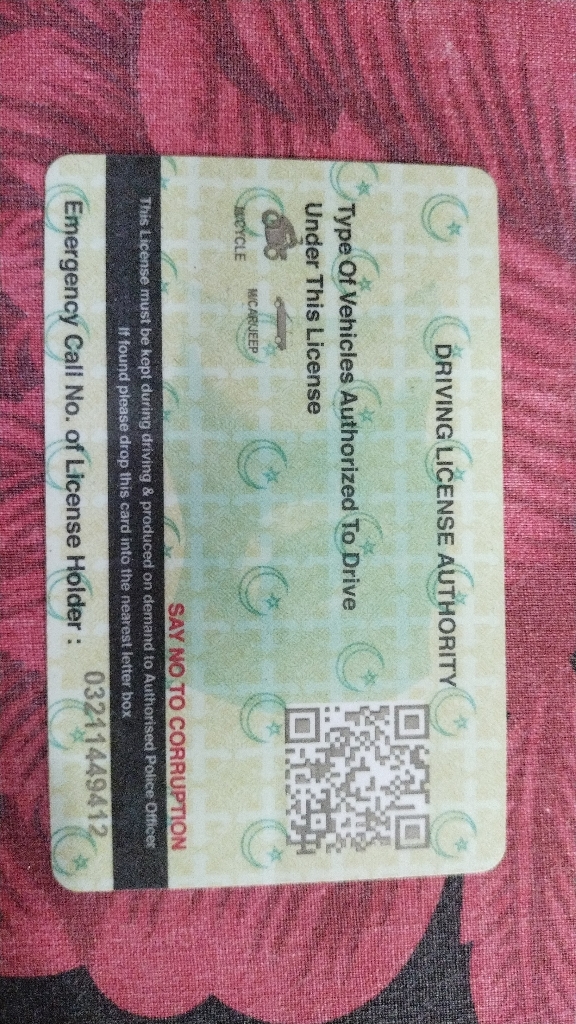 DRIVING LICENSE AUTHORITY
Type Of Vehicles Authorized To Drive
Under This License
M.CAR/JEEP
SAY NO TO CORRUPTION
This License must be kept during driving & produced on demand to Authorised Police Officer
If found please drop this card into the nearest letter box
Emergency Call No. of License Holder : 03211449412